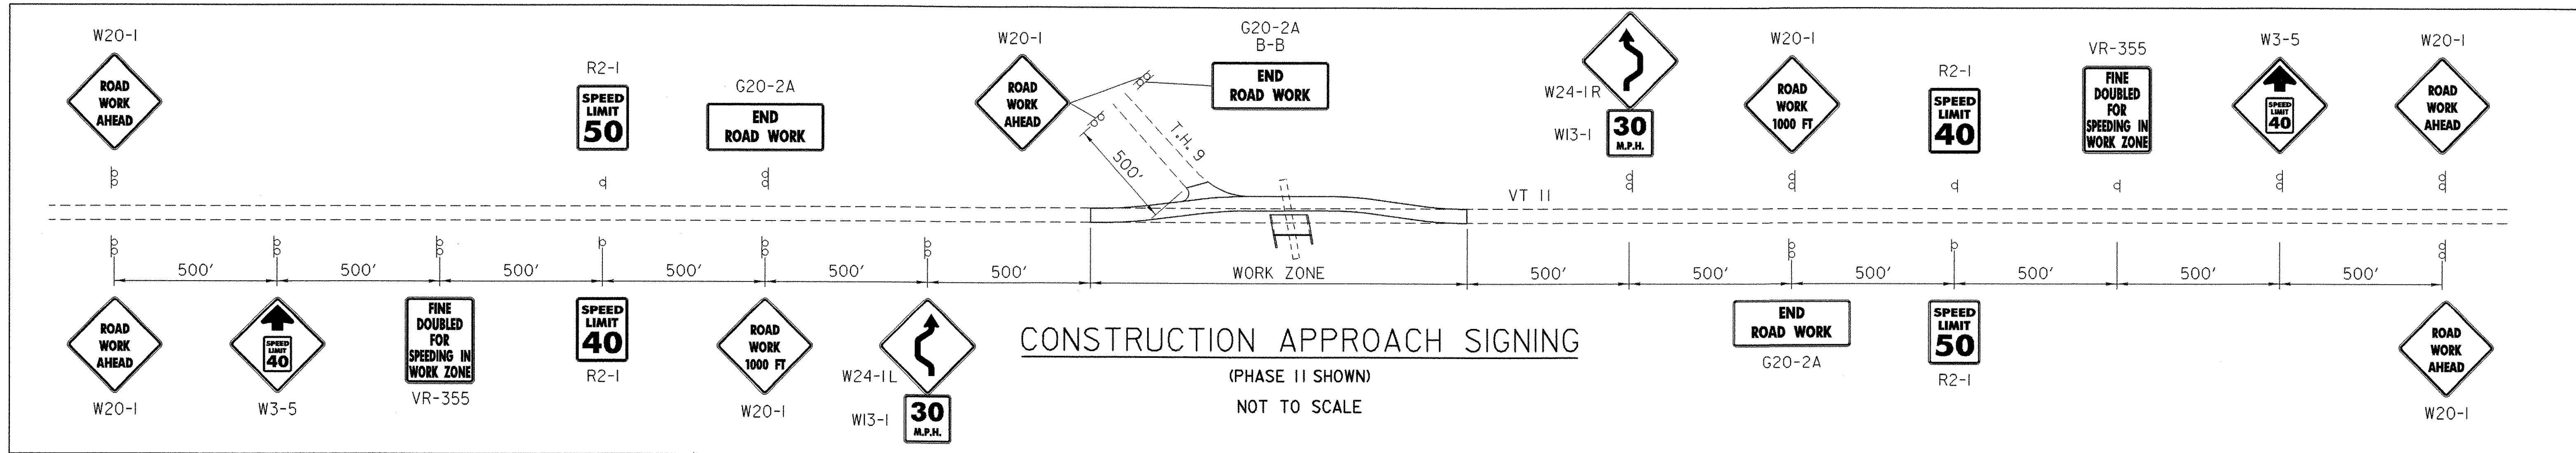 W20-1
ROAD
WORK
AHEAD
R2-1
SPEED
LIMIT
50
G20-2A
END
ROAD WORK
W20-1
ROAD
WORK
AHEAD
G20-2A
B-B
END
ROAD WORK
T.H. 9
500'
W24-1R
W13-1
30
M.P.H.
W20-1
ROAD
WORK
1000 FT
R2-1
SPEED
LIMIT
40
VR-355
FINE
DOUBLED
FOR
SPEEDING IN
WORK ZONE
W3-5
SPEED
LIMIT
40
W20-1
ROAD
WORK
AHEAD
VT 11
500'
500'
500'
500'
500'
500'
WORK ZONE
500'
500'
500'
500'
500'
500'
ROAD
WORK
AHEAD
W20-1
SPEED
LIMIT
40
W3-5
FINE
DOUBLED
FOR
SPEEDING IN
WORK ZONE
VR-355
SPEED
LIMIT
40
R2-1
ROAD
WORK
1000 FT
W20-1
W24-1L
W13-1
30
M.P.H.
CONSTRUCTION APPROACH SIGNING
(PHASE II SHOWN)
NOT TO SCALE
END
ROAD WORK
G20-2A
SPEED
LIMIT
50
R2-1
ROAD
WORK
AHEAD
W20-1